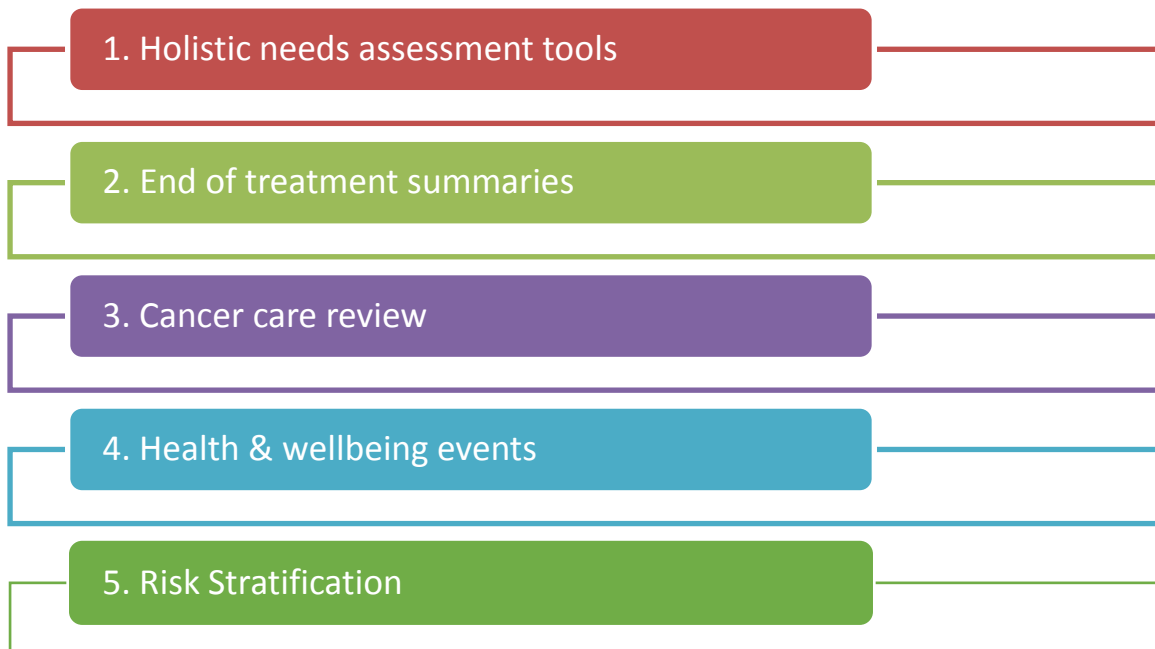 1. Holistic needs assessment tools
2. End of treatment summaries
3. Cancer care review
4. Health & wellbeing events
5. Risk Stratification